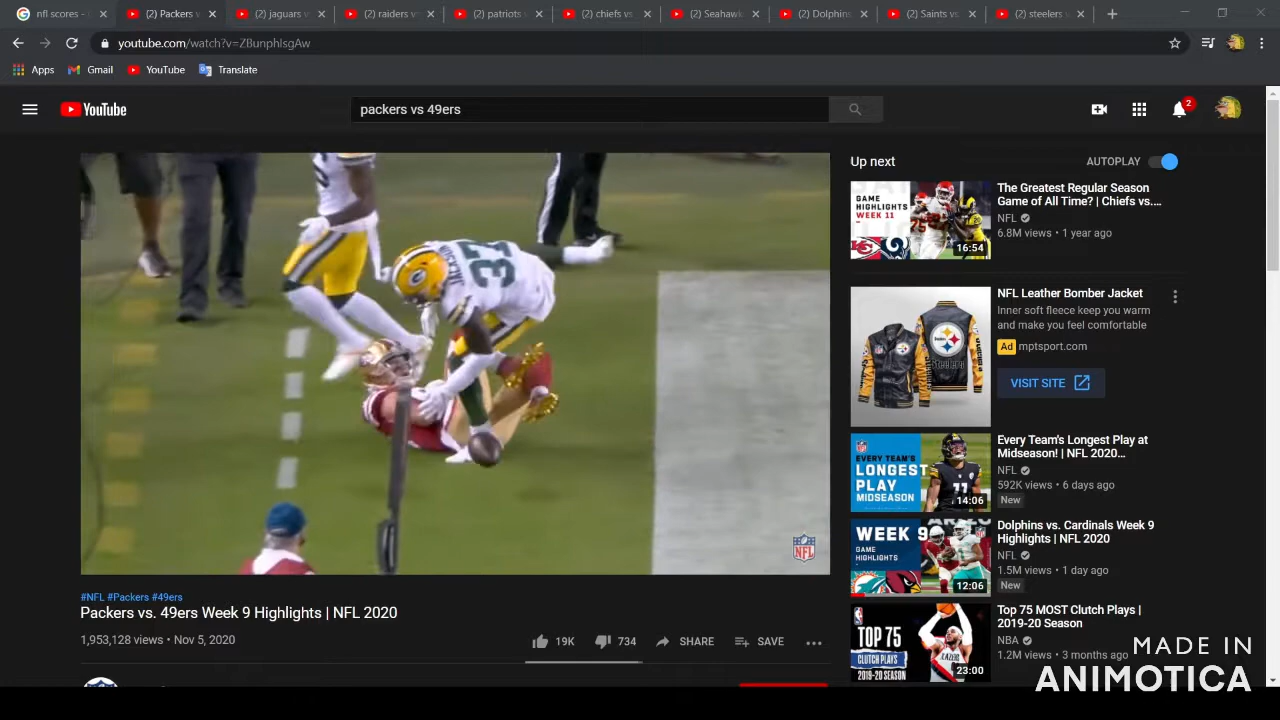 nfl scores -
(2) Packers v
(2) jaguars v
(2) raiders v
(2) patriots
(2) chiefs v
(2) Seahawk
(2) Dolphins
(2) Saints v
(2) steelers
youtube.com/watch?v=ZBunphIsgAw
Apps
Gmail
YouTube
Translate
YouTube
packers vs 49ers
2
JACKSON
37
G
NFL
#NFL #Packers #49ers
Packers vs. 49ers Week 9 Highlights | NFL 2020
1,953,128 views • Nov 5, 2020
19K
734
SHARE
SAVE
Up next
AUTOPLAY
GAME
HIGHLIGHTS
WEEK 11
16:54
The Greatest Regular Season
Game of All Time? | Chiefs vs....
NFL
6.8M views • 1 year ago
Steelers
NFL Leather Bomber Jacket
Inner soft fleece keep you warm
and make you feel comfortable
Ad mptsport.com
VISIT SITE
EVERY TEAM'S
LONGEST
PLAY
MIDSEASON
11
14:06
Every Team's Longest Play at
Midseason! | NFL 2020...
NFL
592K views • 6 days ago
New
WEEK 9
GAME
HIGHLIGHTS
12:06
Dolphins vs. Cardinals Week 9
Highlights | NFL 2020
NFL
1.5M views • 1 day ago
New
TOP 75
CLUTCH PLAYS
2019-20 SEASON
23:00
Top 75 MOST Clutch Plays |
2019-20 Season
NBA
1.2M views • 3 months ago
MADE IN
ANIMOTICA